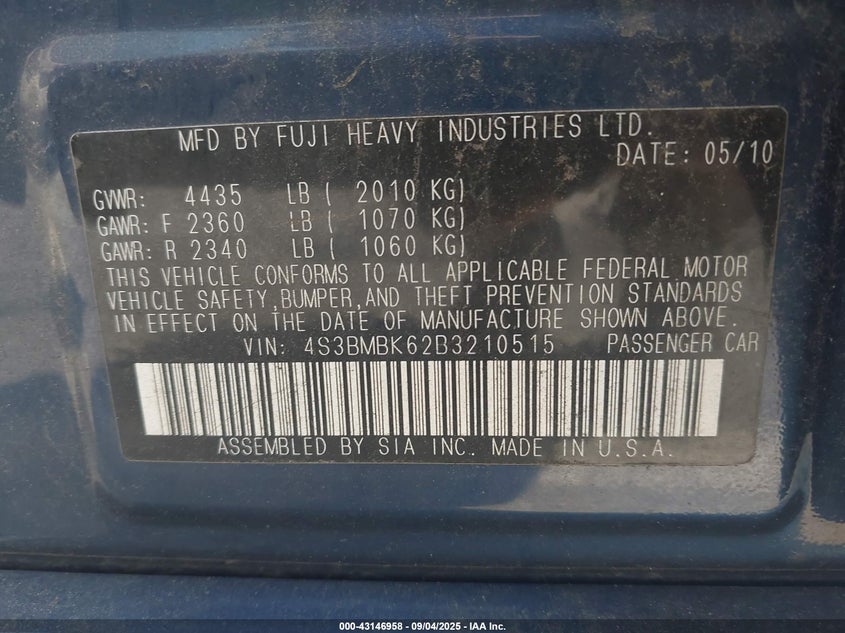 MFD BY FUJI HEAVY INDUSTRIES LTD.
DATE: 05/10
GVWR: 4435 LB ( 2010 KG)
GAWR: F 2360 LB ( 1070 KG)
GAWR: R 2340 LB ( 1060 KG)
THIS VEHICLE CONFORMS TO ALL APPLICABLE FEDERAL MOTOR
VEHICLE SAFETY,BUMPER,AND THEFT PREVENTION STANDARDS
IN EFFECT ON THE DATE OF MANUFACTURE SHOWN ABOVE.
VIN: 4S3BMBK62B3210515 PASSENGER CAR
ASSEMBLED BY SIA INC. MADE IN U.S.A.
000-43146958 - 09/04/2025 - IAA Inc.